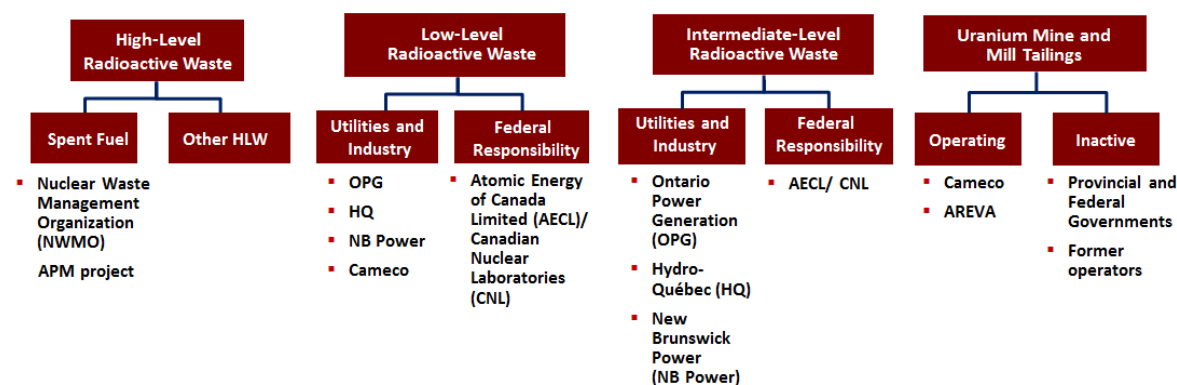 High-Level
Radioactive Waste
Spent Fuel
Other HLW
▪ Nuclear Waste
Management
Organization
(NWMO)
APM project
Low-Level
Radioactive Waste
Utilities and
Industry
▪ OPG
▪ HQ
▪ NB Power
▪ Cameco
Federal
Responsibility
▪ Atomic Energy
of Canada
Limited (AECL)/
Canadian
Nuclear
Laboratories
(CNL)
Intermediate-Level
Radioactive Waste
Utilities and
Industry
▪ Ontario
Power
Generation
(OPG)
▪ Hydro-
Québec (HQ)
▪ New
Brunswick
Power
(NB Power)
Federal
Responsibility
▪ AECL/ CNL
Uranium Mine and
Mill Tailings
Operating
▪ Cameco
▪ AREVA
Inactive
▪ Provincial and
Federal
Governments
▪ Former
operators